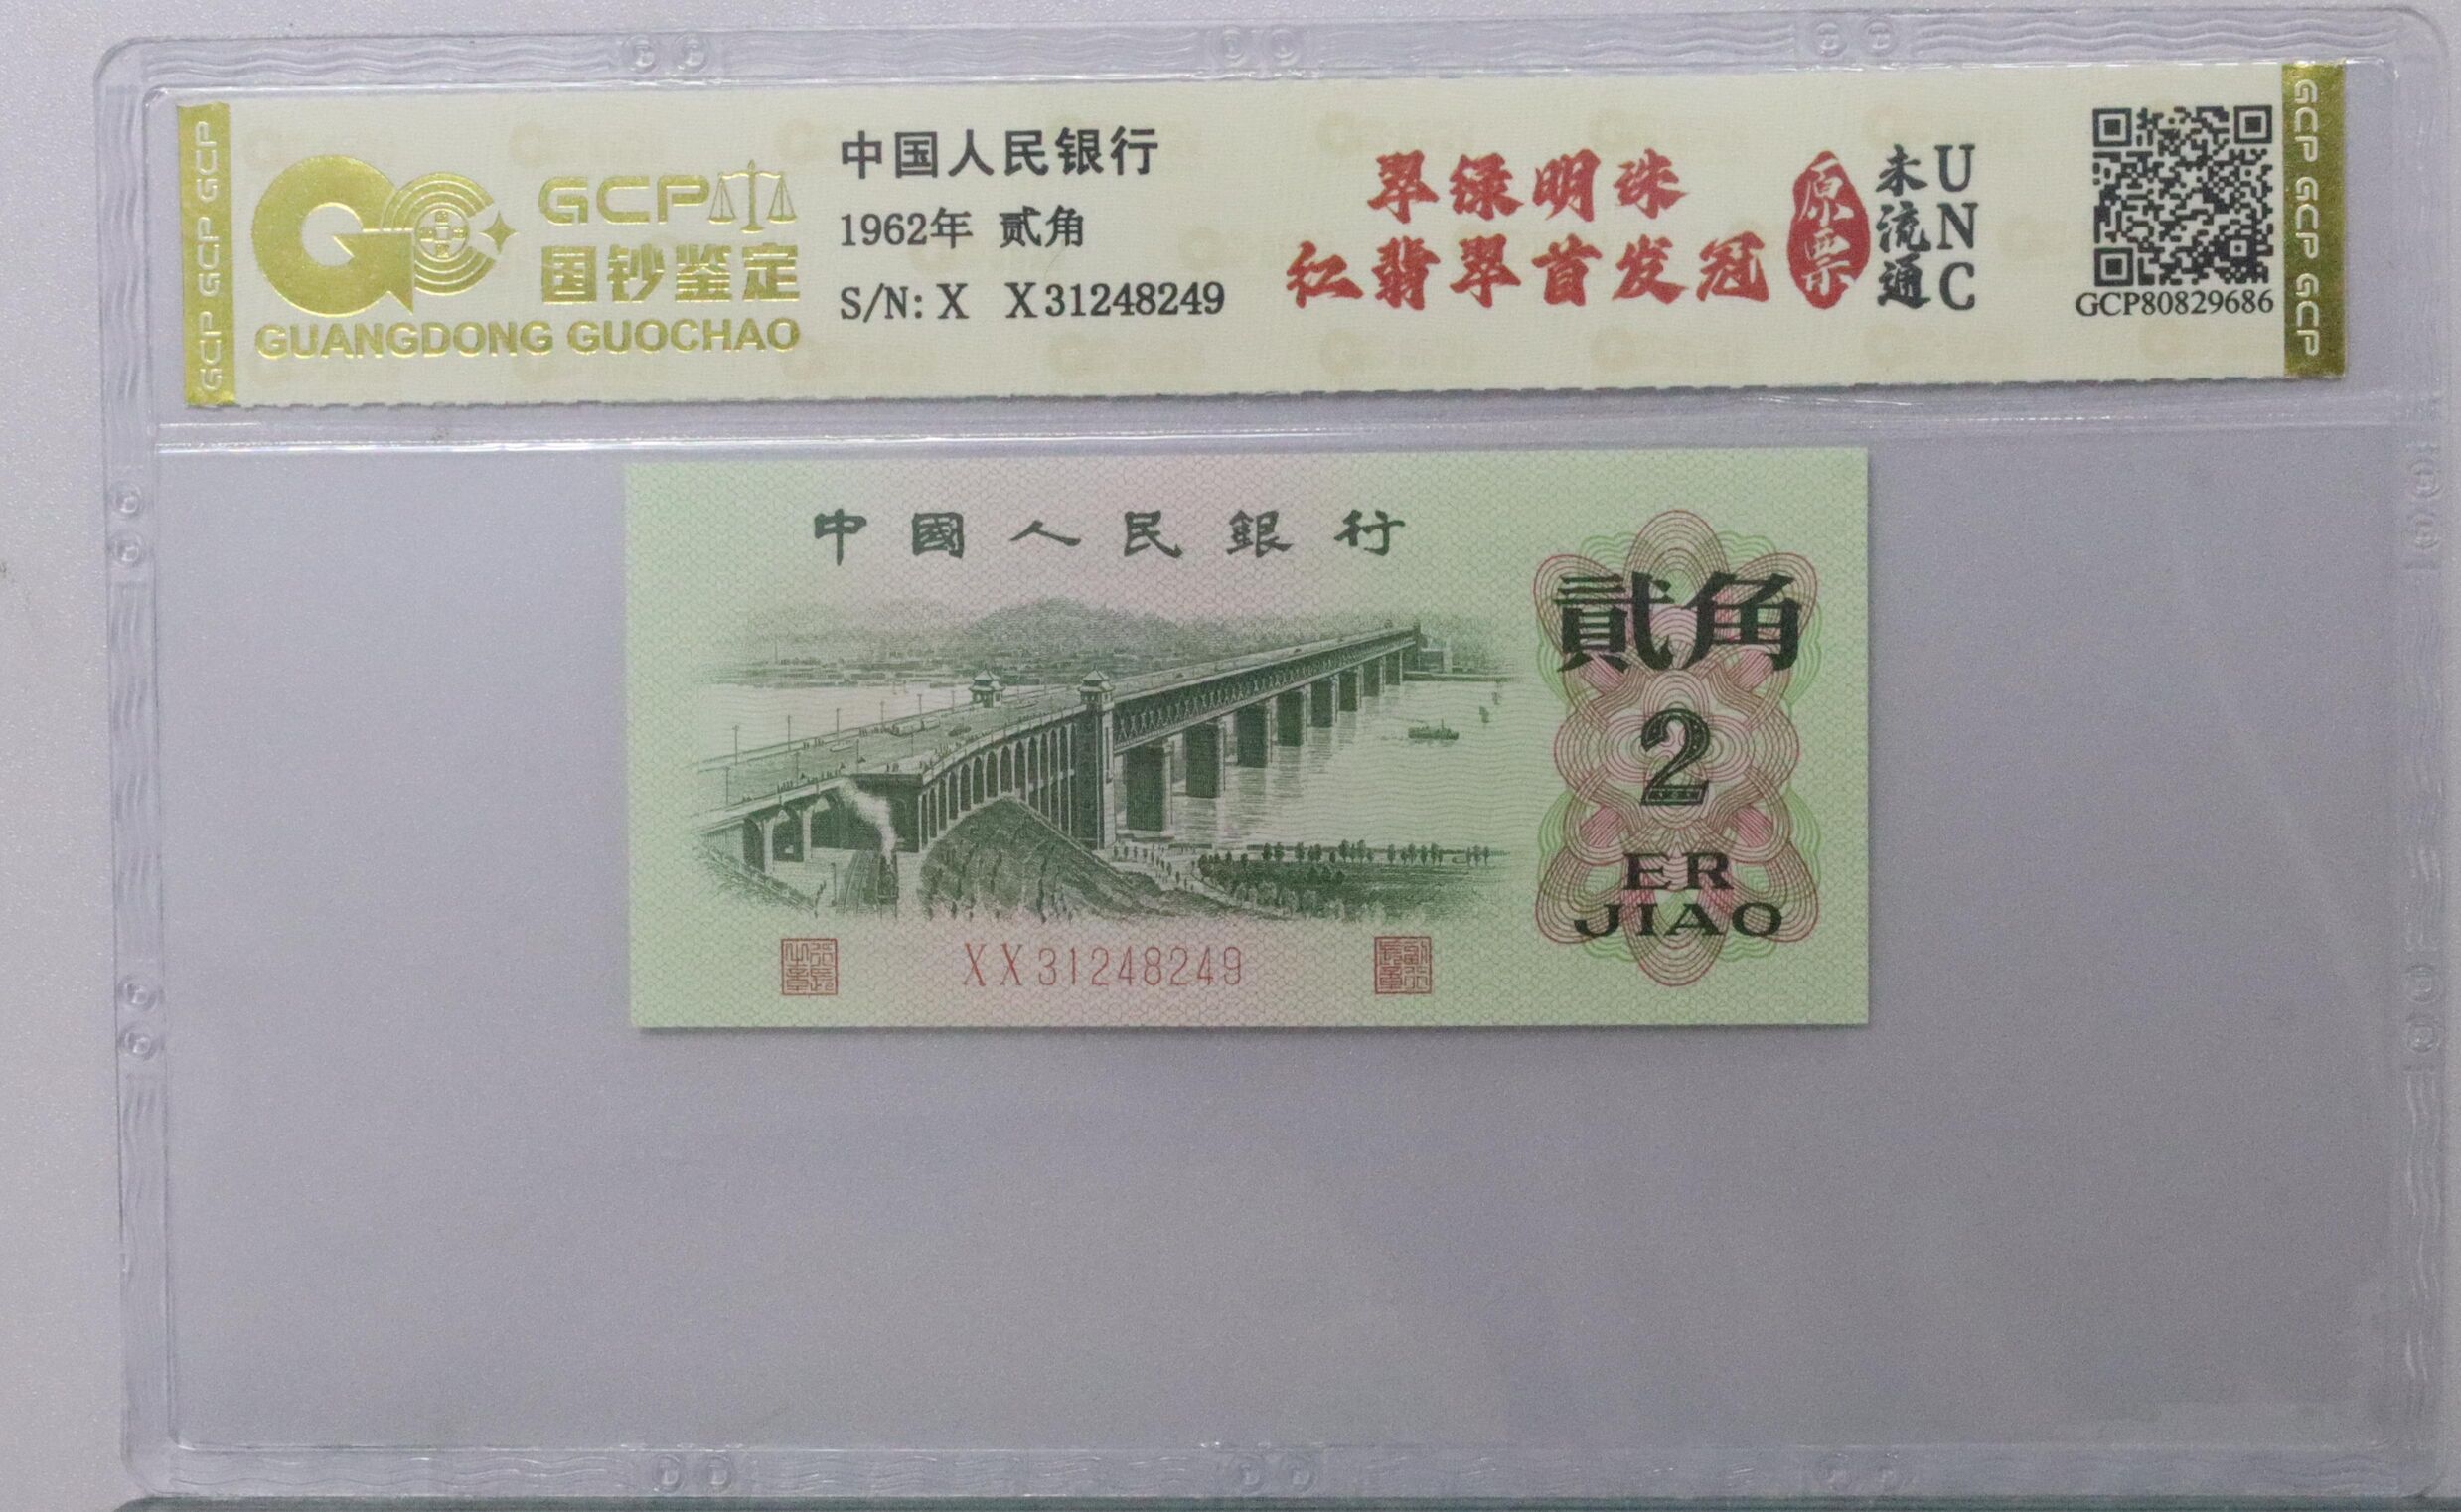 GCP GCP GCP
GCP
国钞鉴定
GUANGDONG GUOCHAO
中国人民银行
1962年 贰角
S/N: X X31248249
翠绿明珠
红翡翠首发冠
原票
未流通
UNC
GCP80829686
GCP GCP GCP
中國人民銀行
貳角
2
ER
JIAO
XX31248249